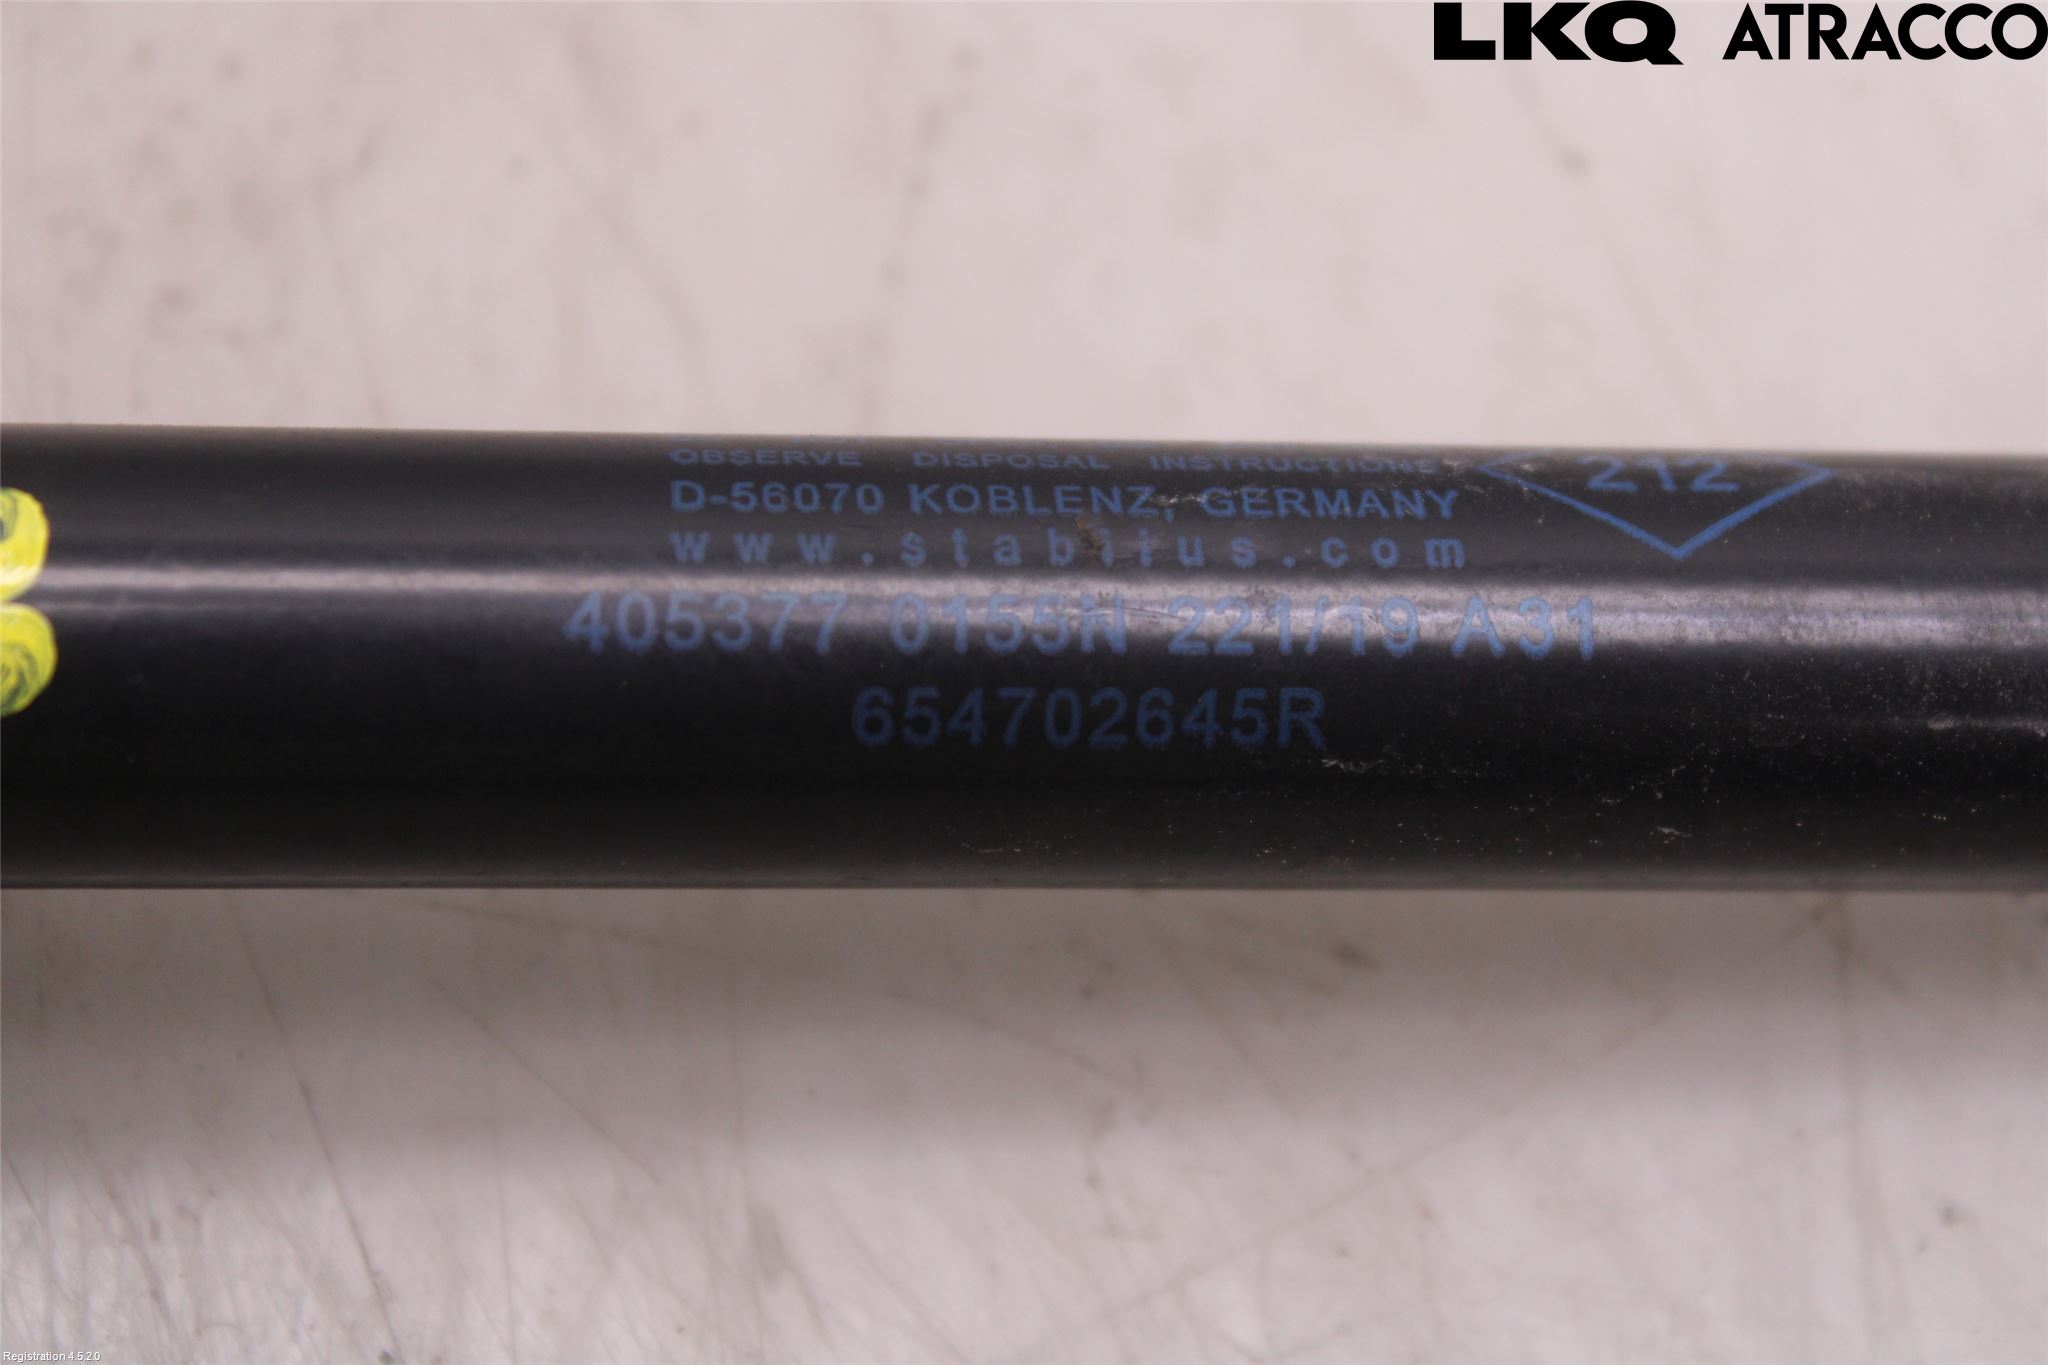 LKQ ATRACCO
OBSERVE DISPOSAL INSTRUCTIONS
212
D-56070 KOBLENZ, GERMANY
www.stabilus.com
405377 0155N 221/19 A31
654702645R
Registration 4.5.2.0